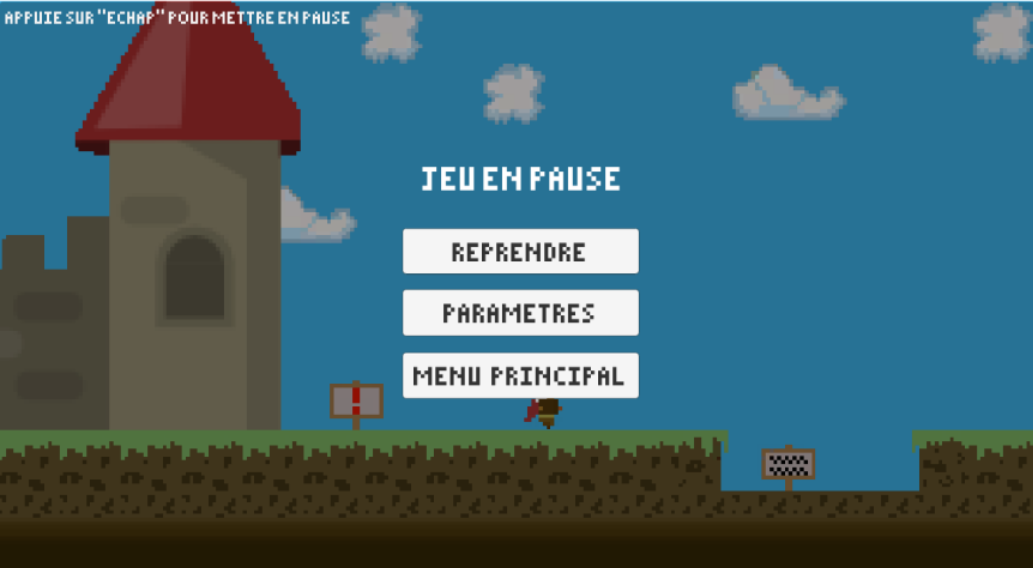 APPUIE SUR "ECHAP" POUR METTRE EN PAUSE
JEU EN PAUSE
REPRENDRE
PARAMETRES
MENU PRINCIPAL
!